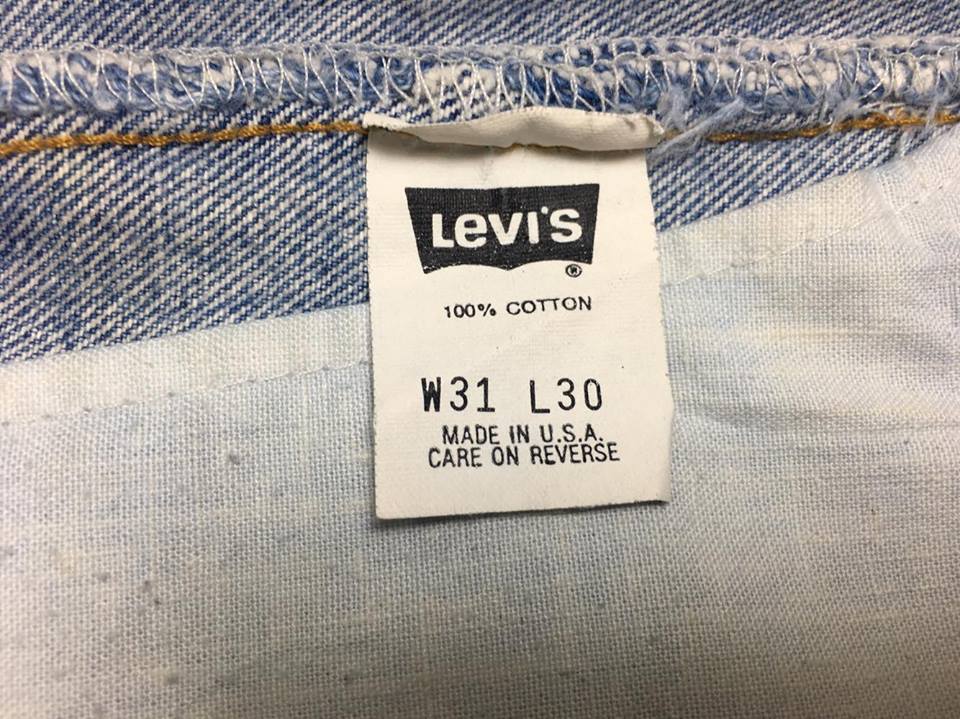 Levi's
®
100% COTTON
W31 L30
MADE IN U.S.A.
CARE ON REVERSE